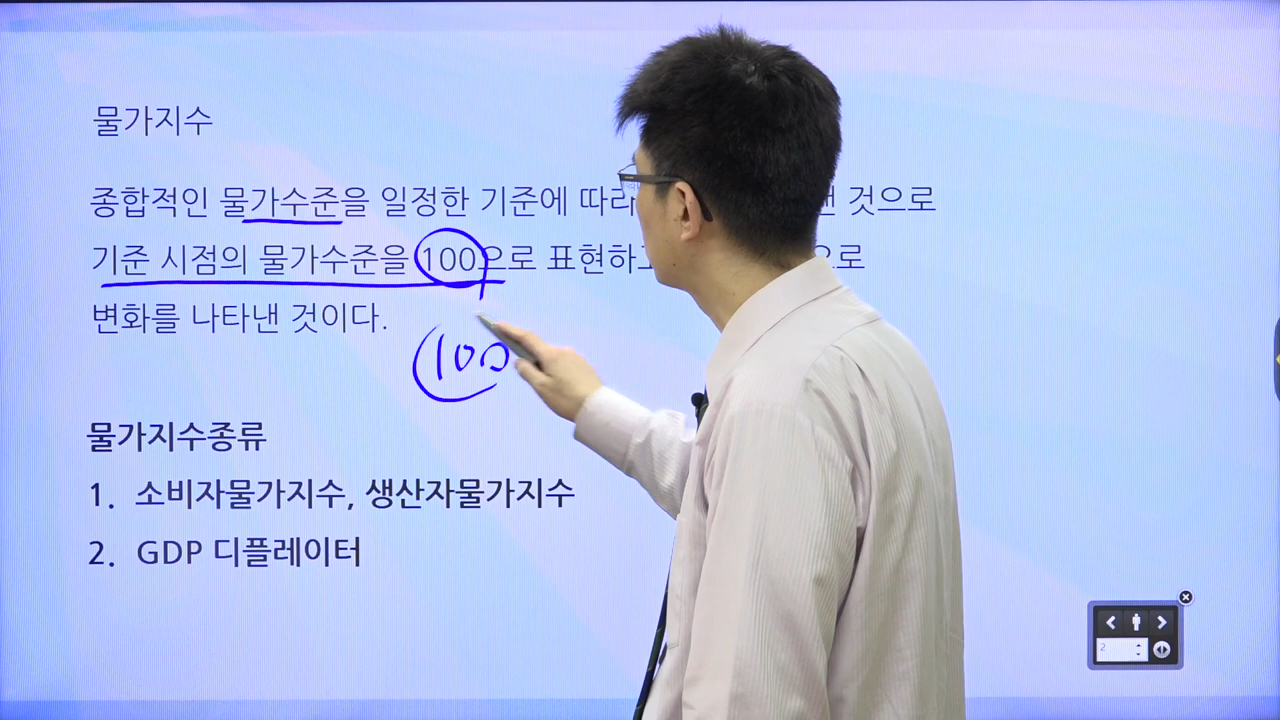 물가지수
종합적인 물가수준을 일정한 기준에 따라 것으로
기준 시점의 물가수준을 100으로 표현하고
변화를 나타낸 것이다.
100
물가지수종류
1. 소비자물가지수, 생산자물가지수
2. GDP 디플레이터
2